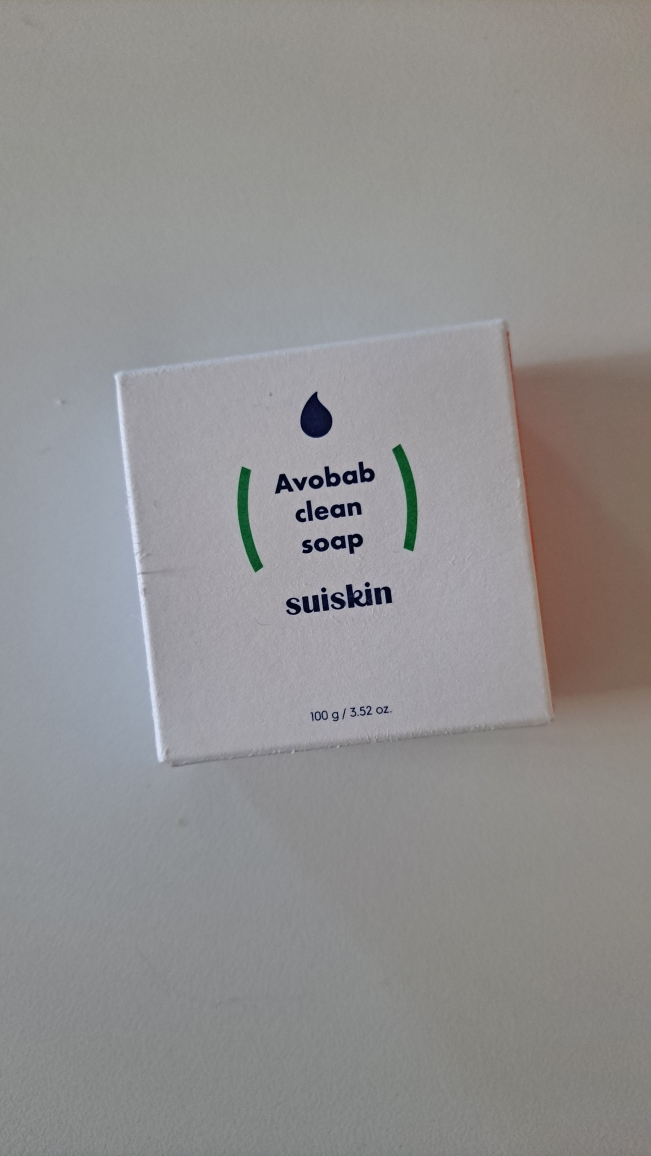 Avobab
clean
soap
suiskin
100 g / 3.52 oz.